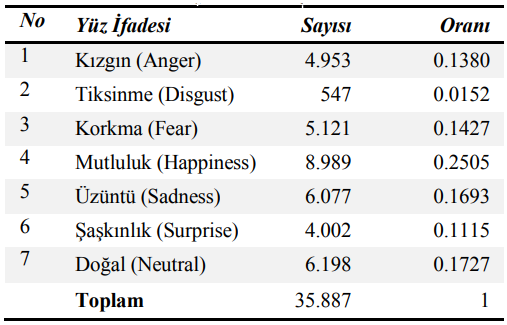 No Yüz İfadesi Sayısı Oranı
1 Kızgın (Anger) 4.953 0.1380
2 Tiksinme (Disgust) 547 0.0152
3 Korkma (Fear) 5.121 0.1427
4 Mutluluk (Happiness) 8.989 0.2505
5 Üzüntü (Sadness) 6.077 0.1693
6 Şaşkınlık (Surprise) 4.002 0.1115
7 Doğal (Neutral) 6.198 0.1727
Toplam 35.887 1